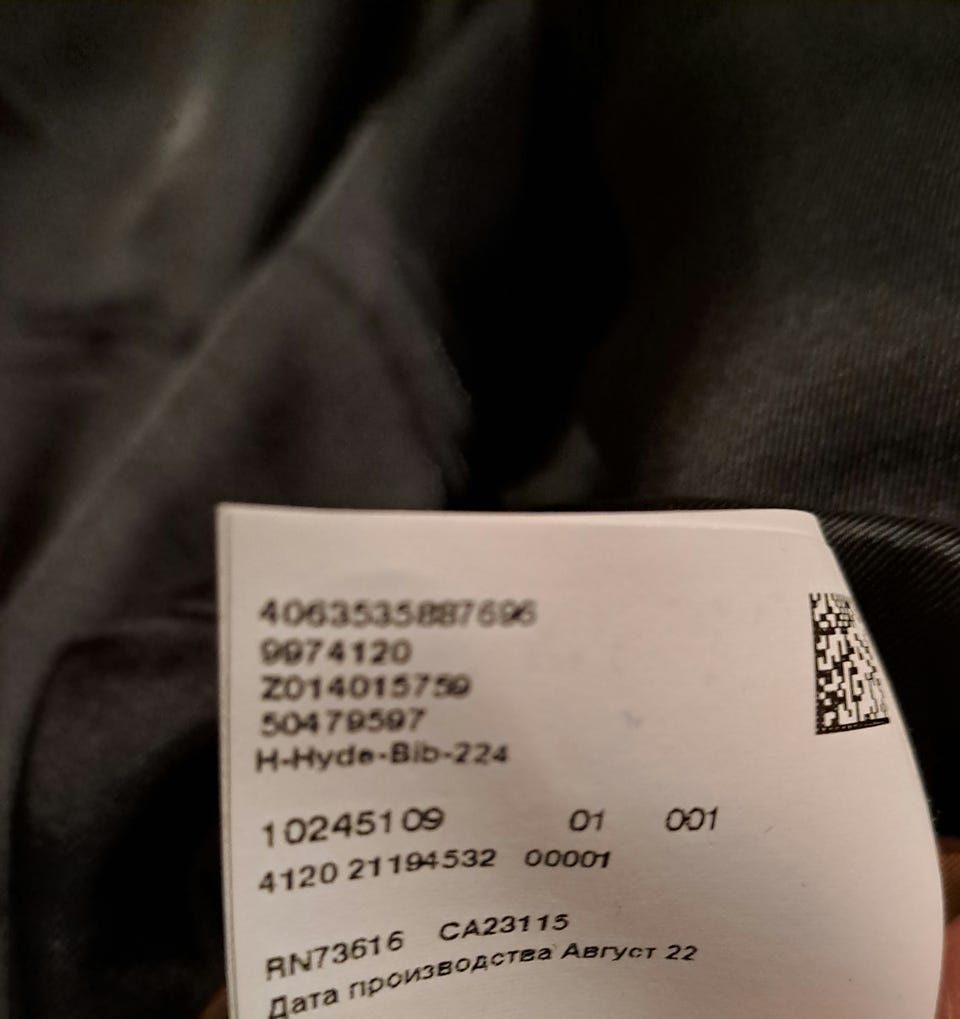 4063535887696
9974120
Z014015759
50479597
H-Hyde-Bib-224
10245109 01 001
4120 21194532 00001
RN73616 CA23115
Дата производства Август 22